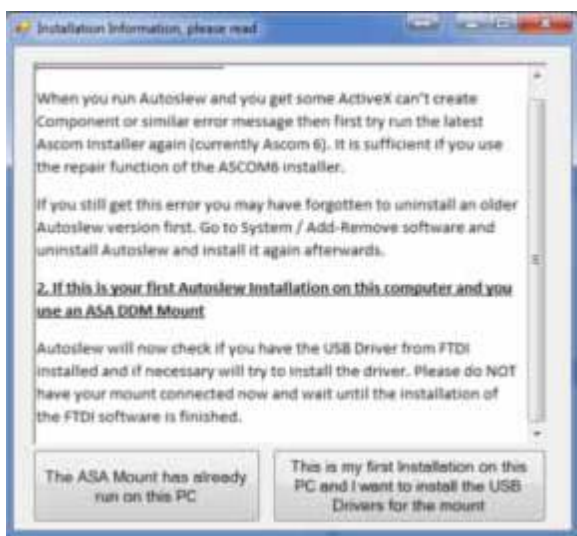 Installation Information, please read
When you run Autoslew and you get some ActiveX can't create
Component or similar error message then first try run the latest
Ascom Installer again (currently Ascom 6). It is sufficient if you use
the repair function of the ASCOM6 installer.
If you still get this error you may have forgotten to uninstall an older
Autoslew version first. Go to System / Add-Remove software and
uninstall Autoslew and install it again afterwards.
2. If this is your first Autoslew Installation on this computer and you
use an ASA DDM Mount
Autoslew will now check if you have the USB Driver from FTDI
installed and if necessary will try to install the driver. Please do NOT
have your mount connected now and wait until the installation of
the FTDI software is finished.
The ASA Mount has already
run on this PC
This is my first Installation on this
PC and I want to install the USB
Drivers for the mount